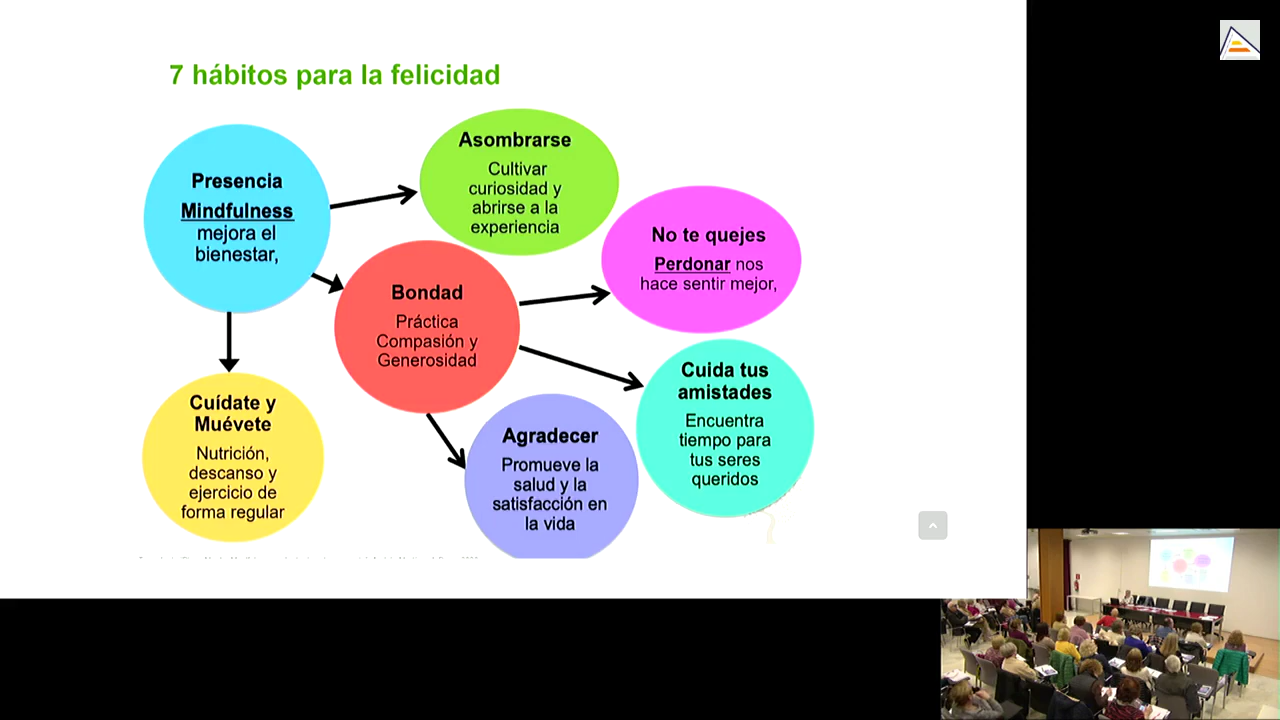 7 hábitos para la felicidad
Presencia
Mindfulness
mejora el
bienestar,
Asombrarse
Cultivar
curiosidad y
abrirse a la
experiencia
No te quejes
Perdonar nos
hace sentir mejor,
Bondad
Práctica
Compasión y
Generosidad
Cuídate y
Muévete
Nutrición,
descanso y
ejercicio de
forma regular
Agradecer
Promueve la
salud y la
satisfacción en
la vida
Cuida tus
amistades
Encuentra
tiempo para
tus seres
queridos